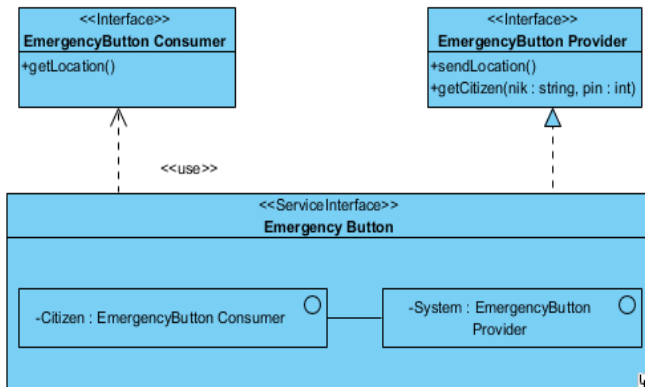 <<Interface>>
EmergencyButton Consumer
+getLocation()
<<Interface>>
EmergencyButton Provider
+sendLocation()
+getCitizen(nik : string, pin : int)
<<use>>
<<ServiceInterface>>
Emergency Button
-Citizen : EmergencyButton Consumer
-System : EmergencyButton
Provider